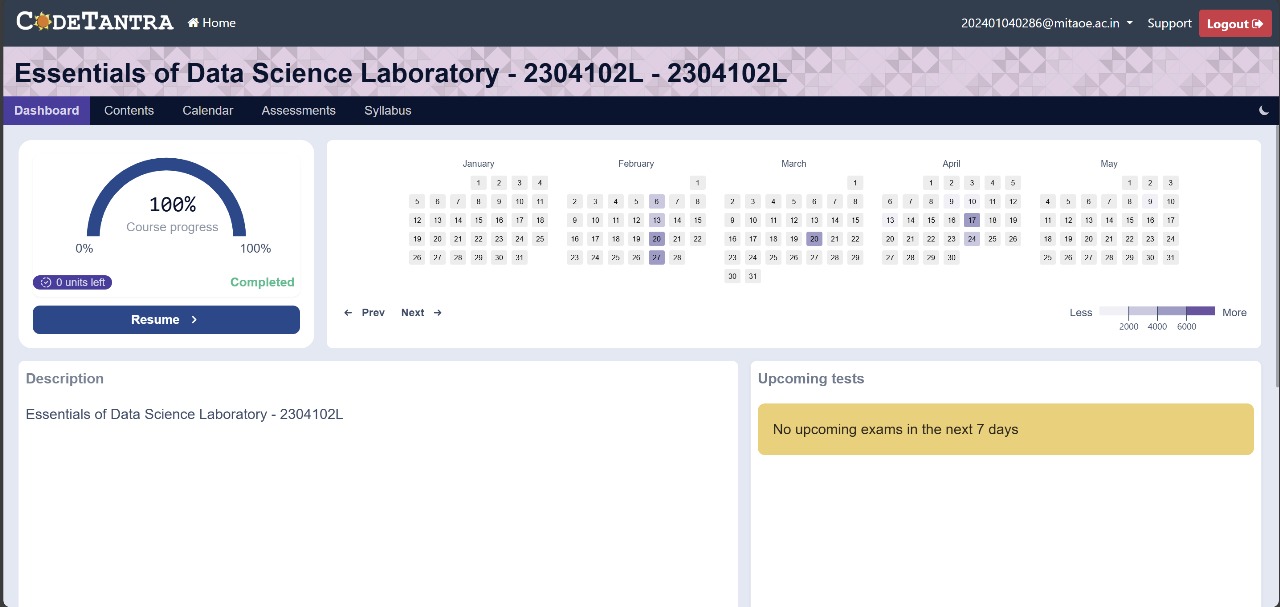 CODETANTRA Home 202401040286@mitaoe.ac.in Support Logout
Essentials of Data Science Laboratory - 2304102L - 2304102L
Dashboard Contents Calendar Assessments Syllabus
100%
Course progress
0% 100%
0 units left Completed
Resume
January
1 2 3 4
5 6 7 8 9 10 11
12 13 14 15 16 17 18
19 20 21 22 23 24 25
26 27 28 29 30 31
February
1
2 3 4 5 6 7 8
9 10 11 12 13 14 15
16 17 18 19 20 21 22
23 24 25 26 27 28
March
1
2 3 4 5 6 7 8
9 10 11 12 13 14 15
16 17 18 19 20 21 22
23 24 25 26 27 28 29
30 31
April
1 2 3 4 5
6 7 8 9 10 11 12
13 14 15 16 17 18 19
20 21 22 23 24 25 26
27 28 29 30
May
1 2 3
4 5 6 7 8 9 10
11 12 13 14 15 16 17
18 19 20 21 22 23 24
25 26 27 28 29 30 31
← Prev Next →
Less More
2000 4000 6000
Description
Essentials of Data Science Laboratory - 2304102L
Upcoming tests
No upcoming exams in the next 7 days